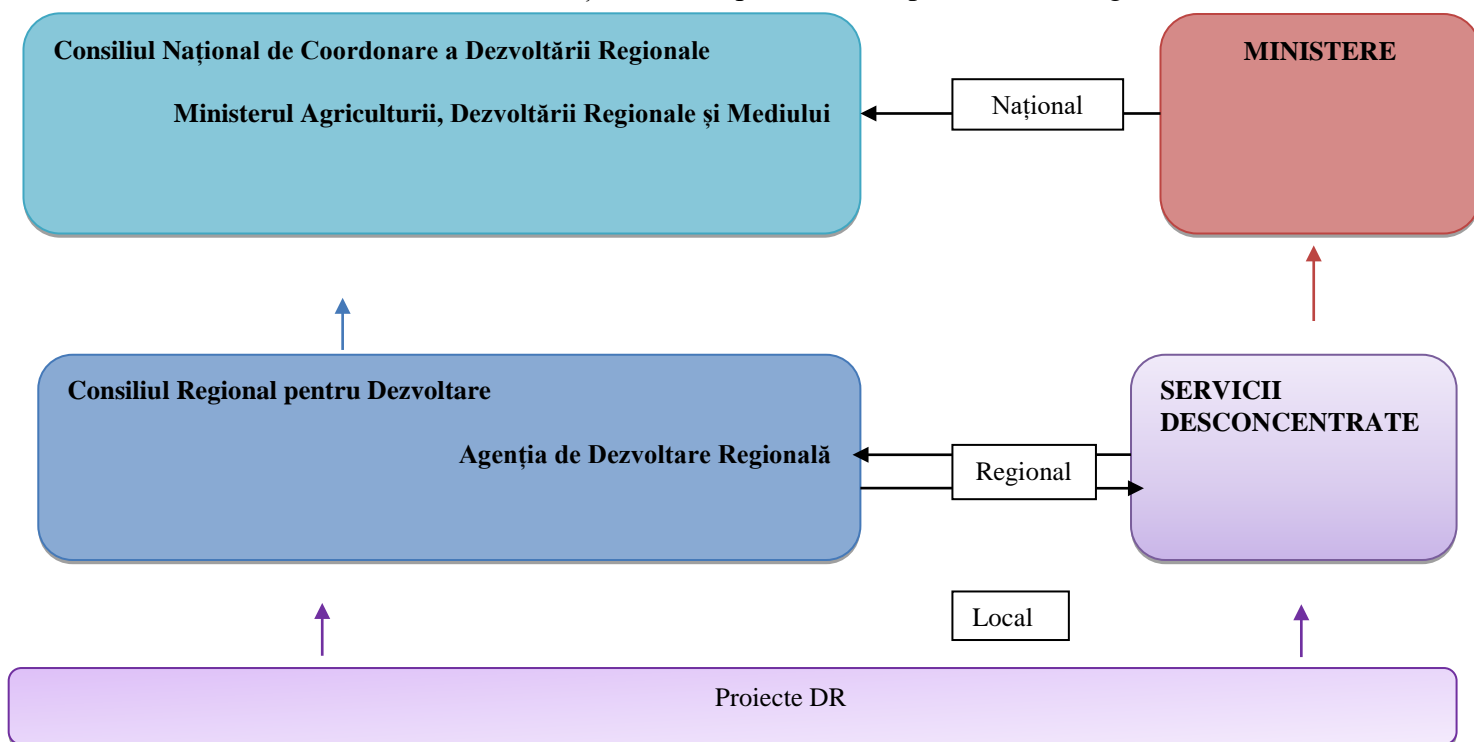 Consiliul Național de Coordonare a Dezvoltării Regionale
Ministerul Agriculturii, Dezvoltării Regionale și Mediului
Național
MINISTERE
Consiliul Regional pentru Dezvoltare
Agenția de Dezvoltare Regională
Regional
SERVICII
DESCONCENTRATE
Local
Proiecte DR